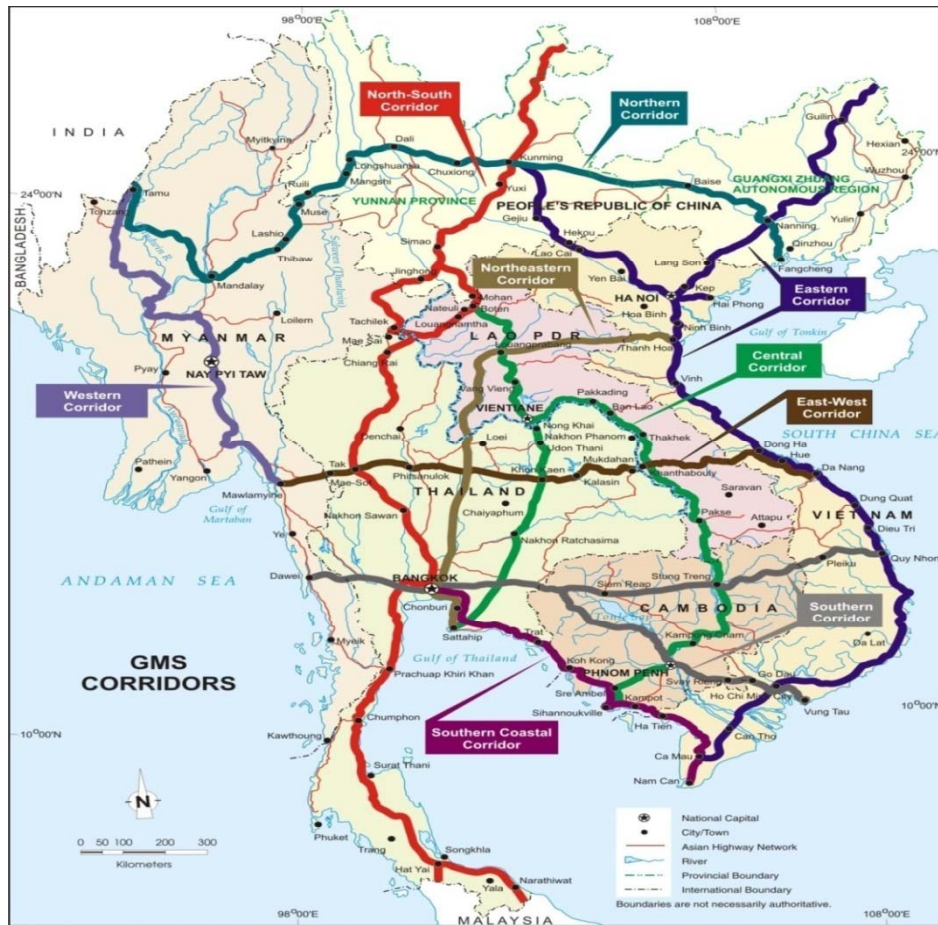 98°00'E
108°00'E
North-South
Corridor
Northern
Corridor
INDIA
Myitkyina
Dali
Guilin
Hexian
24°00'N
Longshuansa
Chuxiong
Kunming
Wuzhou
24°00'N
Tamu
Ruili
Mangshi
Yuxi
Baise
GUANGXI ZHUANG
AUTONOMOUS REGION
Tonzang
Muse
YUNNAN PROVINCE
PEOPLE'S REPUBLIC OF CHINA
Yulin
BANGLADESH
Gejiu
Nanning
Lashio
Simao
Hekou
Lao Cai
Qinzhou
Thibaw
Northeastern
Corridor
Lang Son
Fangcheng
Mandalay
Jinghong
Yen Bai
Kep
Eastern
Corridor
Mohan
HA NOI
Hai Phong
Loilem
Nateuli
Boten
Hoa Binh
Tachilek
Louangnamtha
Ninh Binh
Gulf of Tonkin
MYANMAR
Mae Sai
LAO PDR
Thanh Hoa
Chiang Rai
Louangprabang
Central
Corridor
Pyay
NAY PYI TAW
Vinh
Western
Corridor
Vang Vieng
Pakkading
VIENTIANE
Ban Lao
East-West
Corridor
Nong Khai
Denchai
Loei
Nakhon Phanom
Thakhek
SOUTH CHINA SEA
Udon Thani
Dong Ha
Pathein
Yangon
Tak
Mukdahan
Hue
Khon Kaen
Khanthabouly
Da Nang
Mawlamyine
Mae-Sot
Phitsanulok
Kalasin
THAILAND
Saravan
Gulf of
Martaban
Nakhon Sawan
Chaiyaphum
Dung Quat
Pakse
Attapu
VIETNAM
Ye
Dieu Tri
Nakhon Ratchasima
Pleiku
Quy Nhon
ANDAMAN SEA
Dawei
BANGKOK
Siem Reap
Stung Treng
Chonburi
CAMBODIA
Southern
Corridor
Sattahip
Tonle Sap
Myeik
Trat
Kampong Cham
Da Lat
GMS
CORRIDORS
Gulf of Thailand
Koh Kong
PHNOM PENH
Prachuap Khiri Khan
Svay Rieng
Go Dau
Sre Ambel
Kampot
Ho Chi Minh City
Sihannoukville
Vung Tau
10°00'N
Chumphon
Ha Tien
10°00'N
Kawthoung
Southern Coastal
Corridor
Can Tho
Ca Mau
Surat Thani
Nam Can
N
National Capital
City/Town
0 50 100 200 300
Kilometers
Phuket
Trang
Songkhla
Asian Highway Network
River
Hat Yai
Provincial Boundary
Yala
Narathiwat
International Boundary
Boundaries are not necessarily authoritative.
98°00'E
MALAYSIA
108°00'E